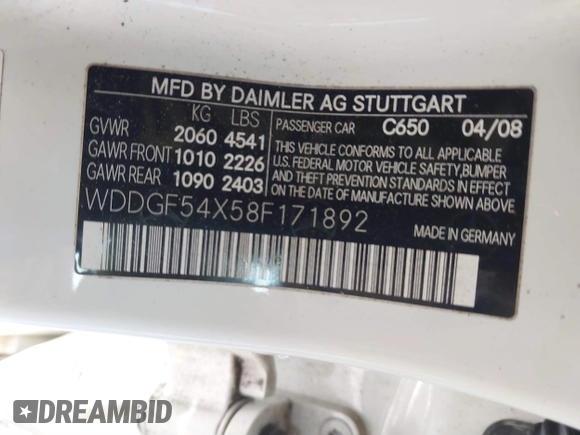 MFD BY DAIMLER AG STUTTGART
KG LBS
GVWR 2060 4541
GAWR FRONT 1010 2226
GAWR REAR 1090 2403
PASSENGER CAR C650 04/08
THIS VEHICLE CONFORMS TO ALL APPLICABLE
U.S. FEDERAL MOTOR VEHICLE SAFETY,BUMPER
AND THEFT PREVENTION STANDARDS IN EFFECT
ON THE DATE OF MANUFACTURE SHOWN ABOVE.
WDDGF54X58F171892
MADE IN GERMANY
DREAMBID